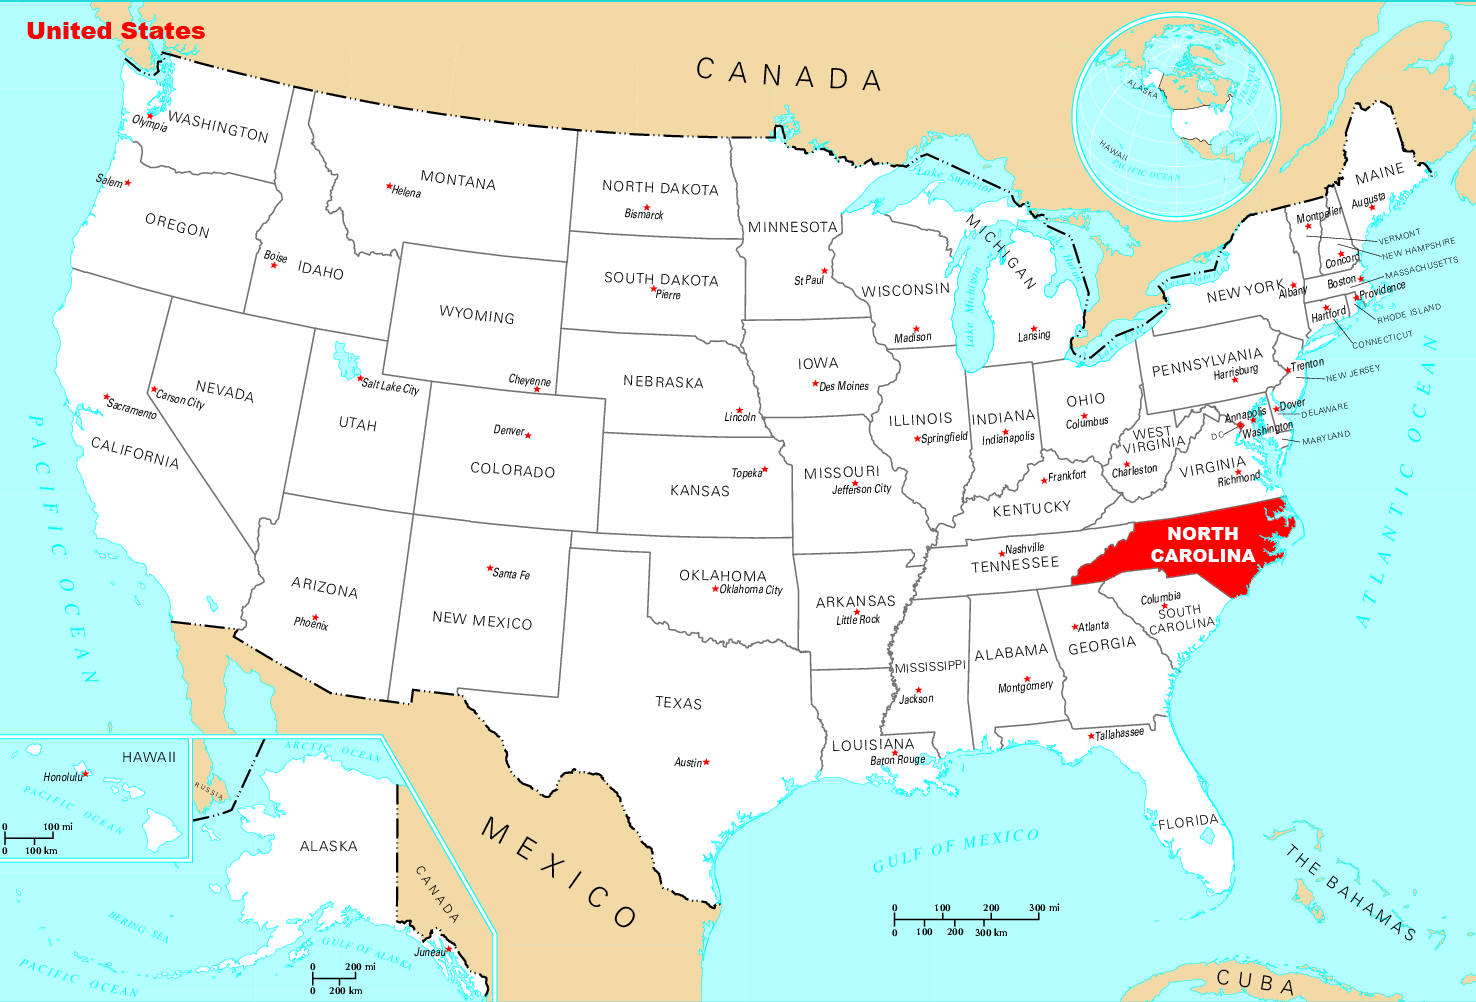 United States
CANADA
ALASKA
HAWAII
PACIFIC OCEAN
WASHINGTON
Olympia
MONTANA
Helena
NORTH DAKOTA
Bismarck
MINNESOTA
St Paul
Lake Superior
MICHIGAN
Lansing
Lake Michigan
MAINE
Augusta
Montpelier
VERMONT
NEW HAMPSHIRE
Concord
MASSACHUSETTS
Boston
Providence
RHODE ISLAND
Hartford
CONNECTICUT
NEW YORK
Albany
Salem
OREGON
Boise
IDAHO
SOUTH DAKOTA
Pierre
WISCONSIN
Madison
WYOMING
Cheyenne
IOWA
Des Moines
NEBRASKA
Lincoln
PENNSYLVANIA
Harrisburg
Trenton
NEW JERSEY
Dover
DELAWARE
Annapolis
Washington
DC
MARYLAND
NEVADA
Carson City
Sacramento
CALIFORNIA
Salt Lake City
UTAH
Denver
COLORADO
Topeka
KANSAS
MISSOURI
Jefferson City
ILLINOIS
Springfield
INDIANA
Indianapolis
OHIO
Columbus
WEST
VIRGINIA
Charleston
VIRGINIA
Richmond
Frankfort
KENTUCKY
NORTH
CAROLINA
Nashville
TENNESSEE
PACIFIC OCEAN
ATLANTIC OCEAN
ARIZONA
Phoenix
Santa Fe
NEW MEXICO
OKLAHOMA
Oklahoma City
ARKANSAS
Little Rock
Columbia
SOUTH
CAROLINA
Atlanta
GEORGIA
ALABAMA
Montgomery
MISSISSIPPI
Jackson
TEXAS
Austin
LOUISIANA
Baton Rouge
Tallahassee
FLORIDA
GULF OF MEXICO
MEXICO
THE BAHAMAS
CUBA
HAWAII
Honolulu
PACIFIC OCEAN
0 100 mi
0 100 km
ARCTIC OCEAN
RUSSIA
ALASKA
CANADA
BERING SEA
GULF OF ALASKA
Juneau
PACIFIC OCEAN
0 200 mi
0 200 km
0 100 200 300 mi
0 100 200 300 km